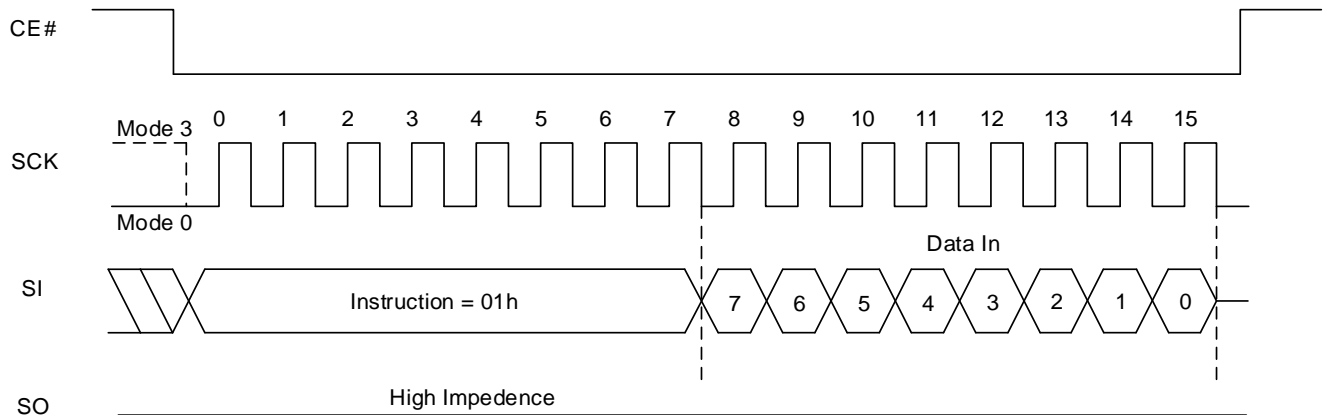 CE#
Mode 3 0 1 2 3 4 5 6 7 8 9 10 11 12 13 14 15
SCK
Mode 0
Data In
SI Instruction = 01h 7 6 5 4 3 2 1 0
High Impedence
SO